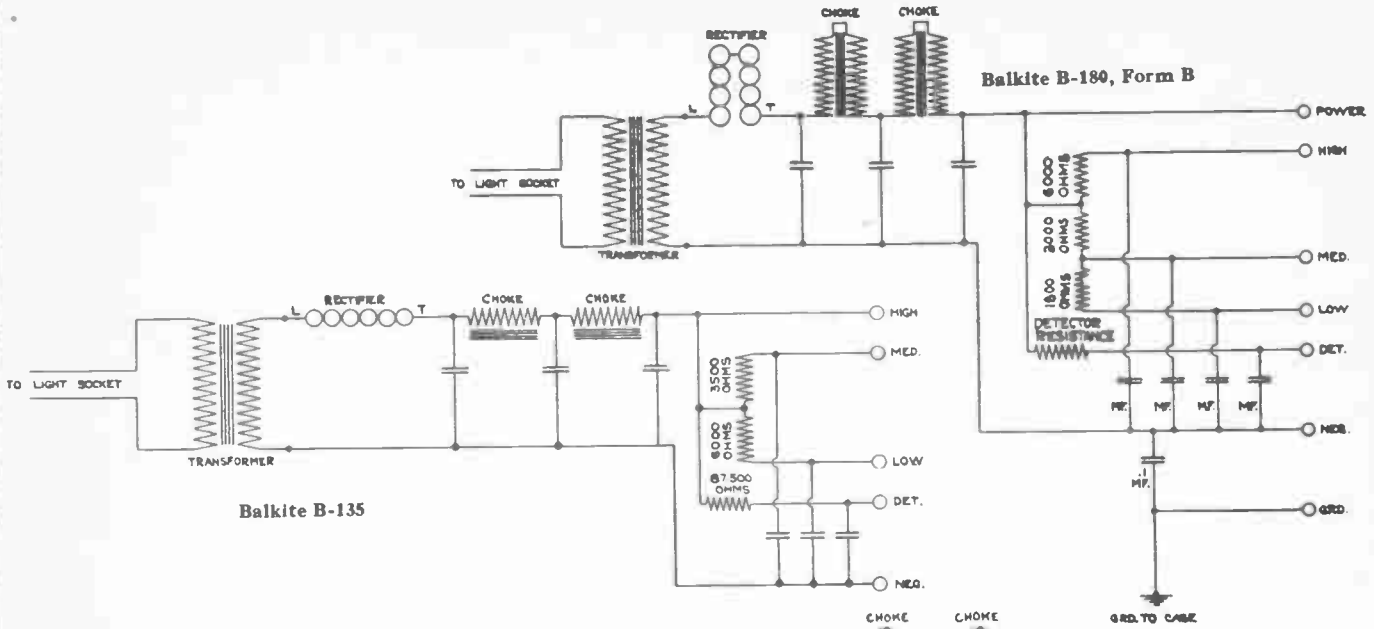 CHOKE CHOKE
RECTIFIER
Balkite B-180, Form B
L T
POWER
HIGH
6000 OHMS
TO LIGHT SOCKET
2000 OHMS
TRANSFORMER
MED.
1800 OHMS
LOW
DETECTOR RESISTANCE
DET.
MF. MF. MF. MF.
NEG.
.1 MF.
GRD.
GRD. TO CASE
RECTIFIER
CHOKE CHOKE
L T
HIGH
MED.
TO LIGHT SOCKET
3500 OHMS
6000 OHMS
TRANSFORMER
LOW
87500 OHMS
DET.
Balkite B-135
NEG.
CHOKE CHOKE